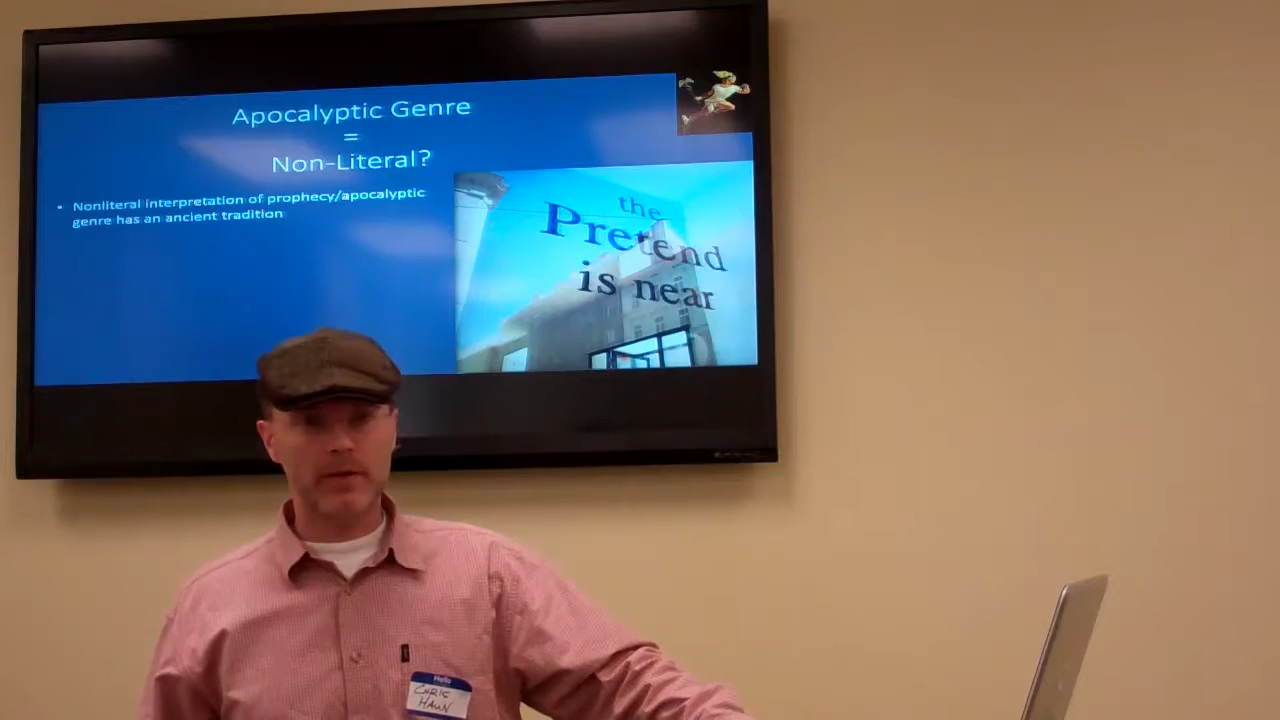 Apocalyptic Genre
=
Non-Literal?
• Nonliteral interpretation of prophecy/apocalyptic
genre has an ancient tradition
the
Pretend
is near
Hello
CHRIS
HAUN